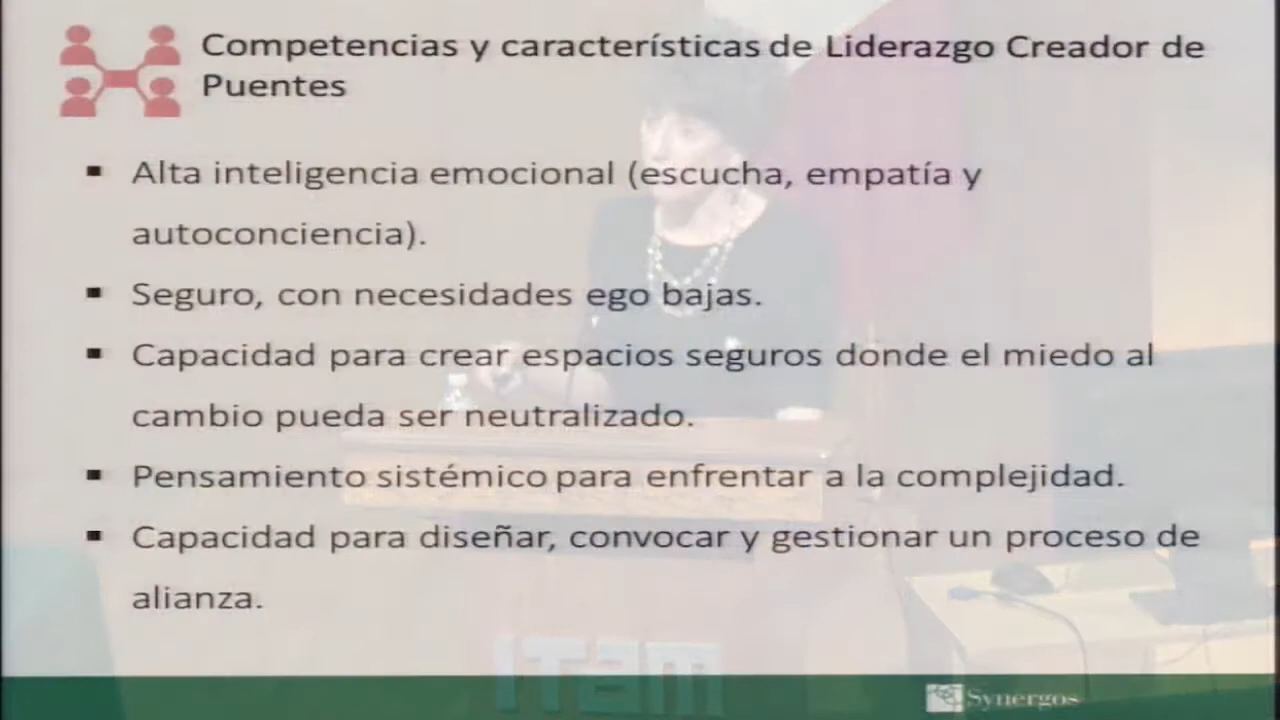 Competencias y características de Liderazgo Creador de
Puentes
Alta inteligencia emocional (escucha, empatía y
autoconciencia).
Seguro, con necesidades ego bajas.
Capacidad para crear espacios seguros donde el miedo al
cambio pueda ser neutralizado.
Pensamiento sistémico para enfrentar a la complejidad.
Capacidad para diseñar, convocar y gestionar un proceso de
alianza.
ITAM
Synergos